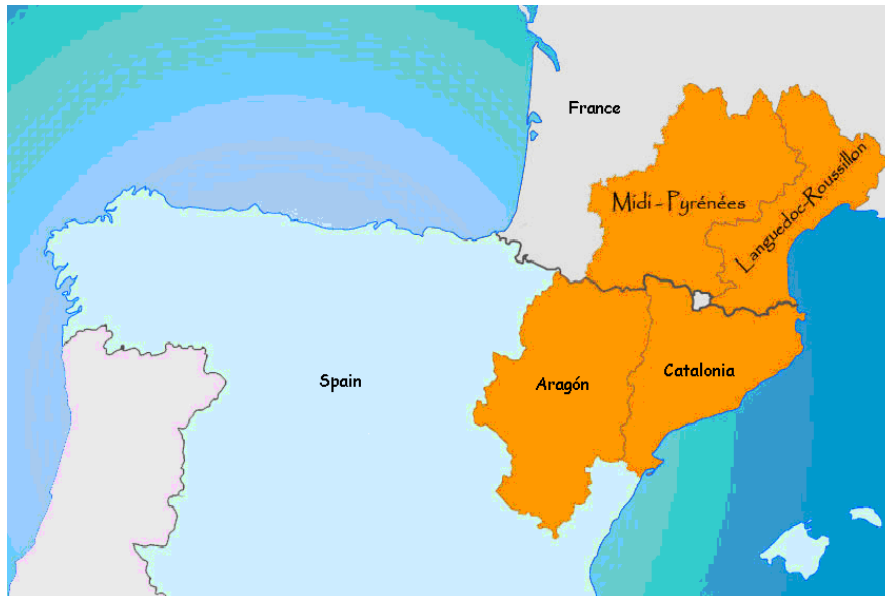 France
Midi - Pyrénées
Languedoc-Roussillon
Spain
Aragón
Catalonia